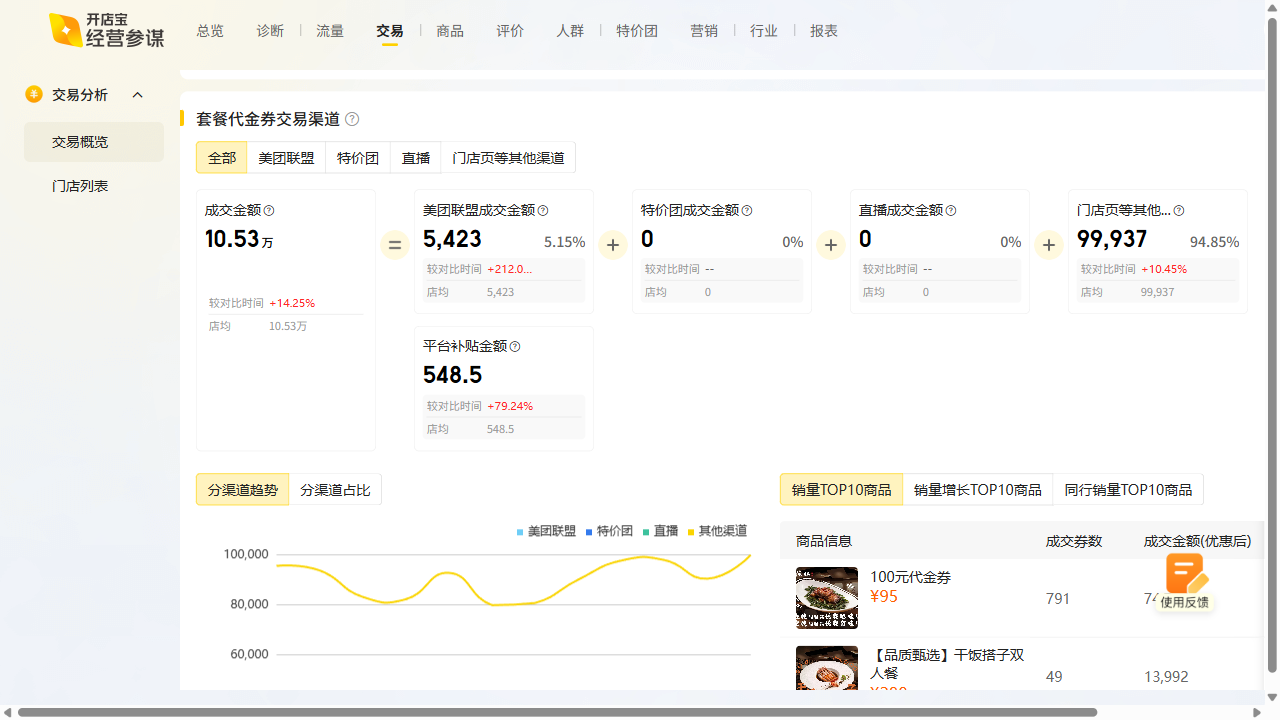 开店宝
经营参谋
总览 诊断 流量 交易 商品 评价 人群 特价团 营销 行业 报表
交易分析
交易概览
门店列表
套餐代金券交易渠道
全部 美团联盟 特价团 直播 门店页等其他渠道
成交金额
10.53万
较对比时间 +14.25%
店均 10.53万
美团联盟成交金额
5,423 5.15%
较对比时间 +212.0...
店均 5,423
特价团成交金额
0 0%
较对比时间 --
店均 0
直播成交金额
0 0%
较对比时间 --
店均 0
门店页等其他...
99,937 94.85%
较对比时间 +10.45%
店均 99,937
平台补贴金额
548.5
较对比时间 +79.24%
店均 548.5
分渠道趋势 分渠道占比
美团联盟 特价团 直播 其他渠道
100,000
80,000
60,000
销量TOP10商品 销量增长TOP10商品 同行销量TOP10商品
商品信息 成交券数 成交金额(优惠后)
100元代金券
¥95
791
使用反馈
【品质甄选】干饭搭子双
人餐
49 13,992